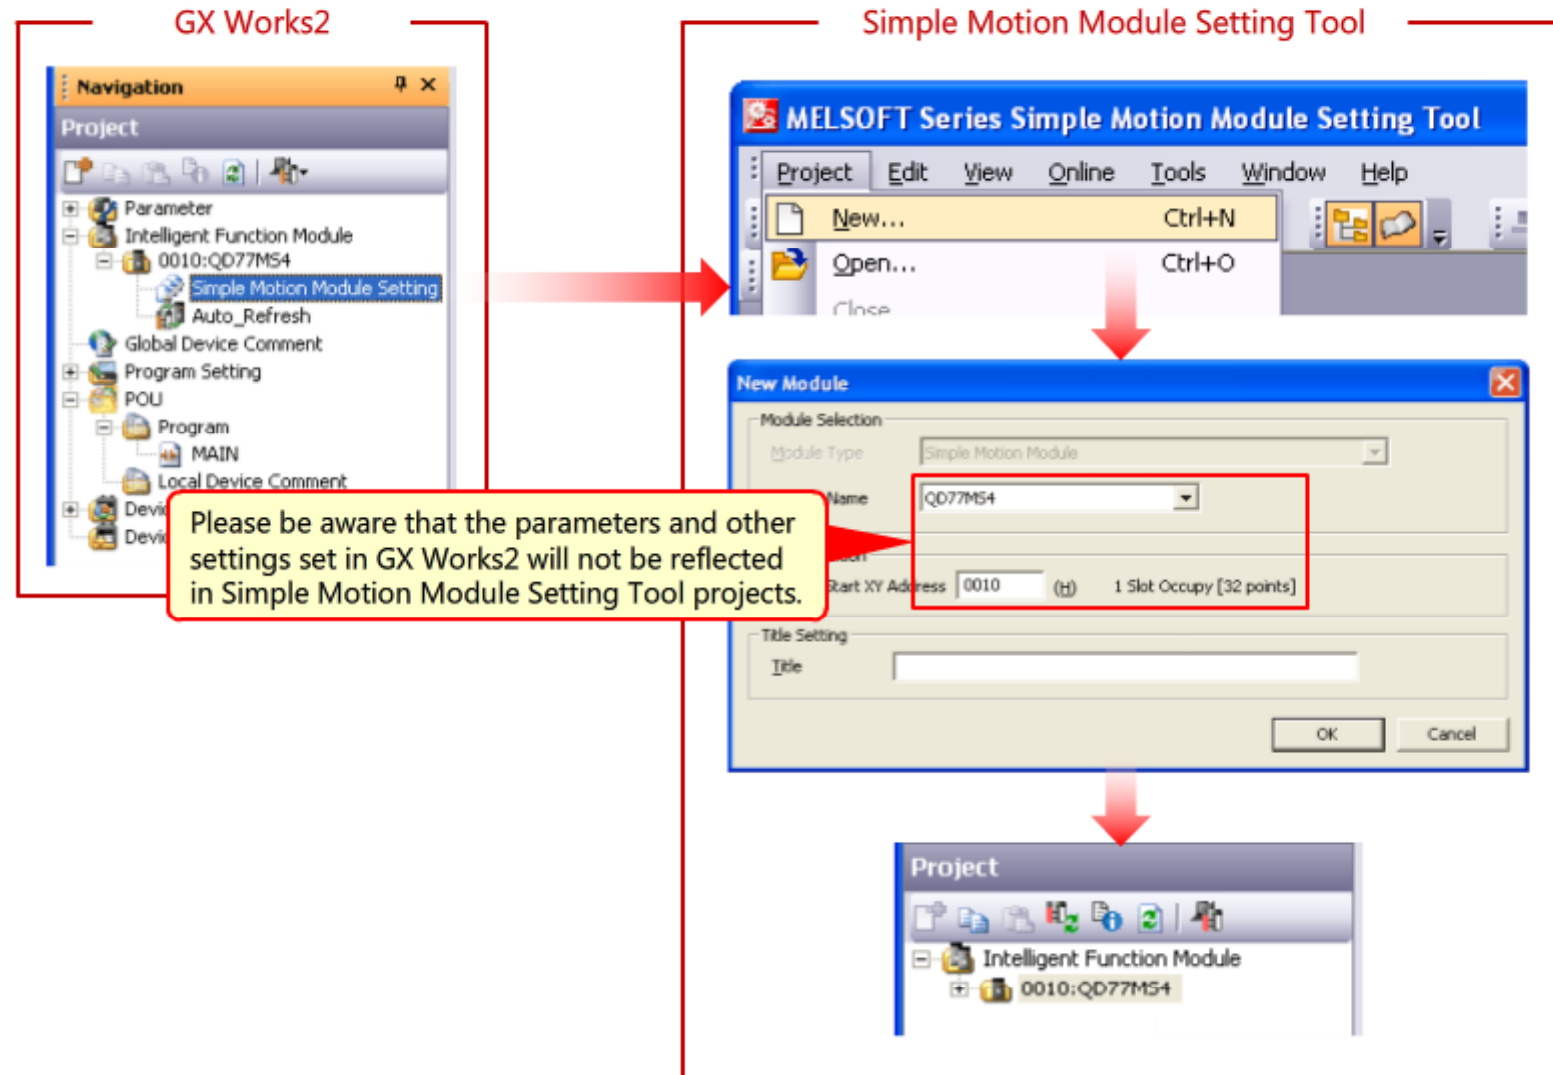 GX Works2
Navigation
Project
Parameter
Intelligent Function Module
0010:QD77MS4
Simple Motion Module Setting
Auto_Refresh
Global Device Comment
Program Setting
POU
Program
MAIN
Local Device Comment
Please be aware that the parameters and other
settings set in GX Works2 will not be reflected
in Simple Motion Module Setting Tool projects.
Simple Motion Module Setting Tool
MELSOFT Series Simple Motion Module Setting Tool
Project Edit View Online Tools Window Help
New... Ctrl+N
Open... Ctrl+O
Close
New Module
Module Selection
Module Type Simple Motion Module
Name QD77MS4
Start XY Address 0010 (H) 1 Slot Occupy [32 points]
Title Setting
Title
OK Cancel
Project
Intelligent Function Module
0010:QD77MS4